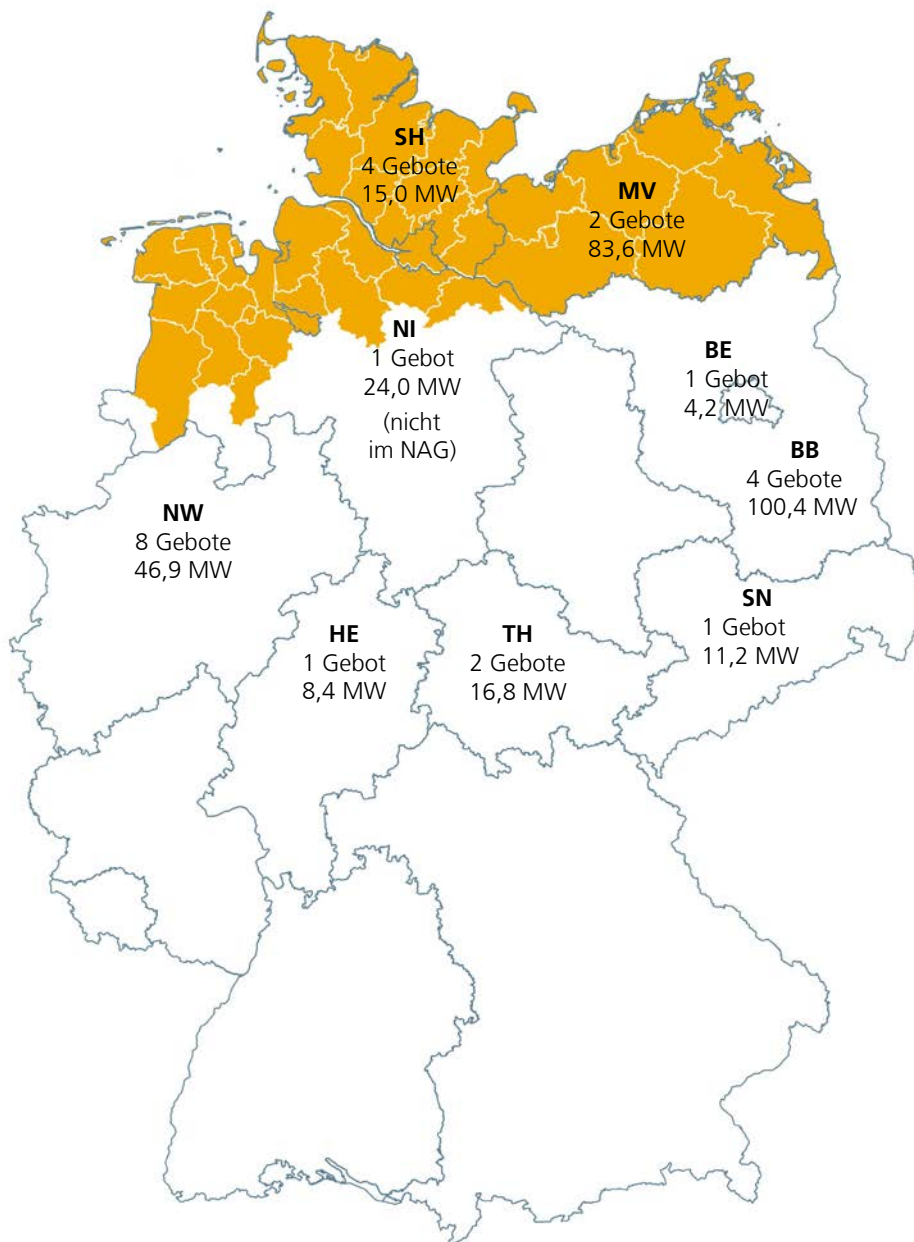 SH
4 Gebote
15,0 MW
MV
2 Gebote
83,6 MW
NI
1 Gebot
24,0 MW
(nicht
im NAG)
BE
1 Gebot
4,2 MW
BB
4 Gebote
100,4 MW
NW
8 Gebote
46,9 MW
HE
1 Gebot
8,4 MW
TH
2 Gebote
16,8 MW
SN
1 Gebot
11,2 MW